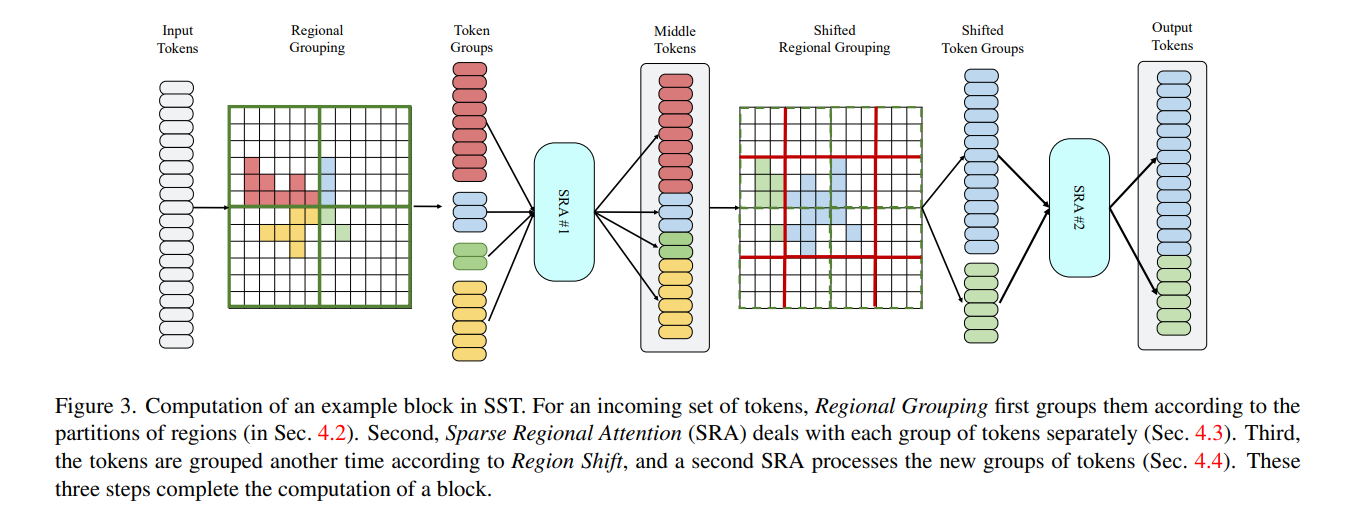 Input
Tokens
Regional
Grouping
Token
Groups
Middle
Tokens
Shifted
Regional Grouping
Shifted
Token Groups
Output
Tokens
SRA #1
SRA #2
Figure 3. Computation of an example block in SST. For an incoming set of tokens, Regional Grouping first groups them according to the
partitions of regions (in Sec. 4.2). Second, Sparse Regional Attention (SRA) deals with each group of tokens separately (Sec. 4.3). Third,
the tokens are grouped another time according to Region Shift, and a second SRA processes the new groups of tokens (Sec. 4.4). These
three steps complete the computation of a block.